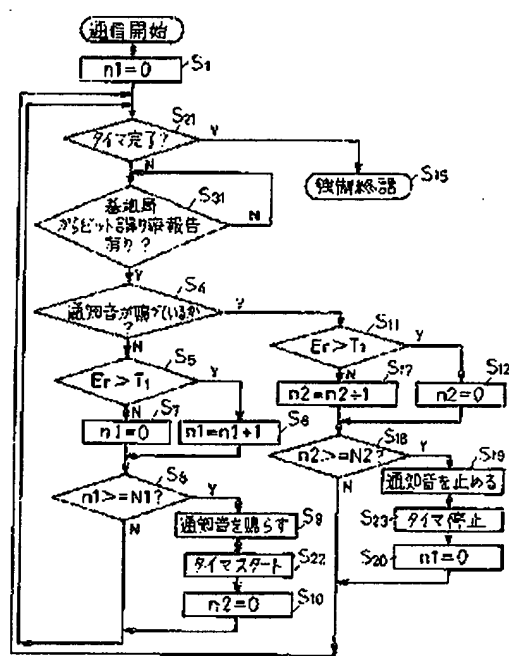 通信開始
n1=0
S1
S21
タイマ完了?
Y
N
強制終話
S15
S31
基地局
からビット誤り率報告
有り?
N
Y
S4
通知音が鳴っているか
?
Y
N
S5
Er>T1
Y
N
S7
n1=0
n1=n1+1
S6
n1>=N1?
Y
N
通知音を鳴らす
S9
タイマスタート
S22
n2=0
S10
S11
Y
N
S17
n2=n2+1
n2=0
S12
S18
n2>=N2?
Y
N
S19
通知音を止める
S23
タイマ停止
S20
n1=0